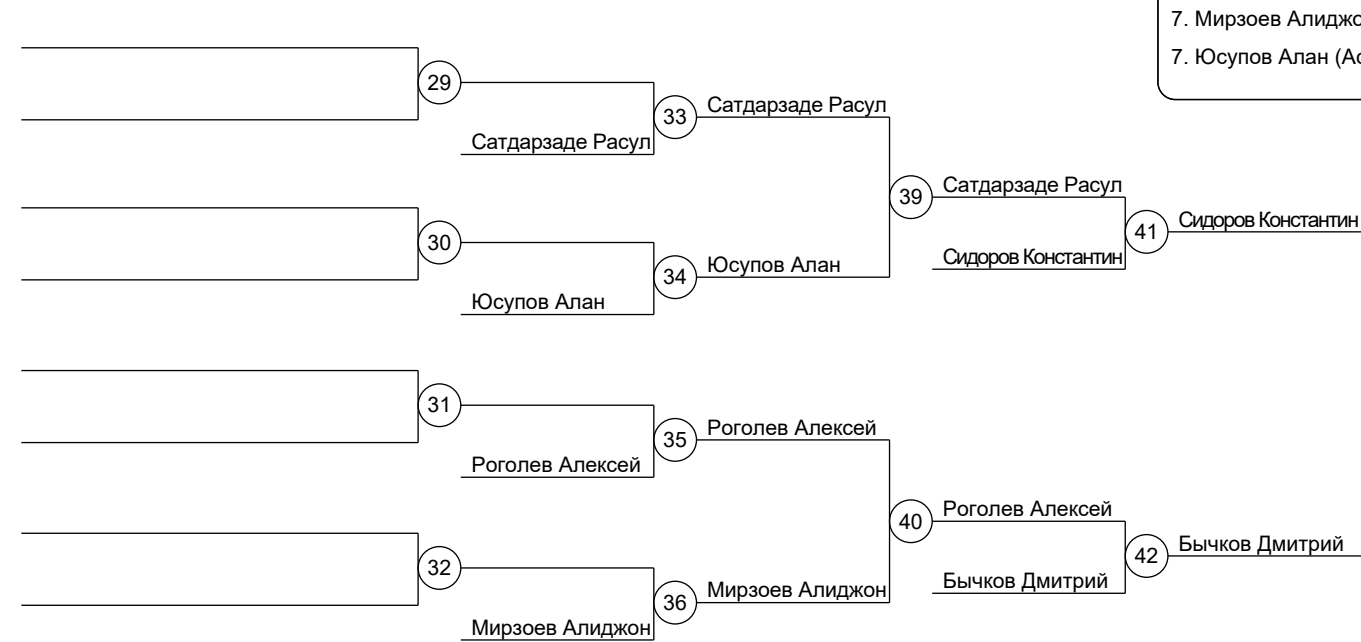 7. Мирзоев Алиджо
7. Юсупов Алан (Ас
29
33
Сатдарзаде Расул
Сатдарзаде Расул
39
Сатдарзаде Расул
30
41
Сидоров Константин
34
Юсупов Алан
Сидоров Константин
Юсупов Алан
31
35
Роголев Алексей
Роголев Алексей
40
Роголев Алексей
32
42
Бычков Дмитрий
36
Мирзоев Алиджон
Бычков Дмитрий
Мирзоев Алиджон